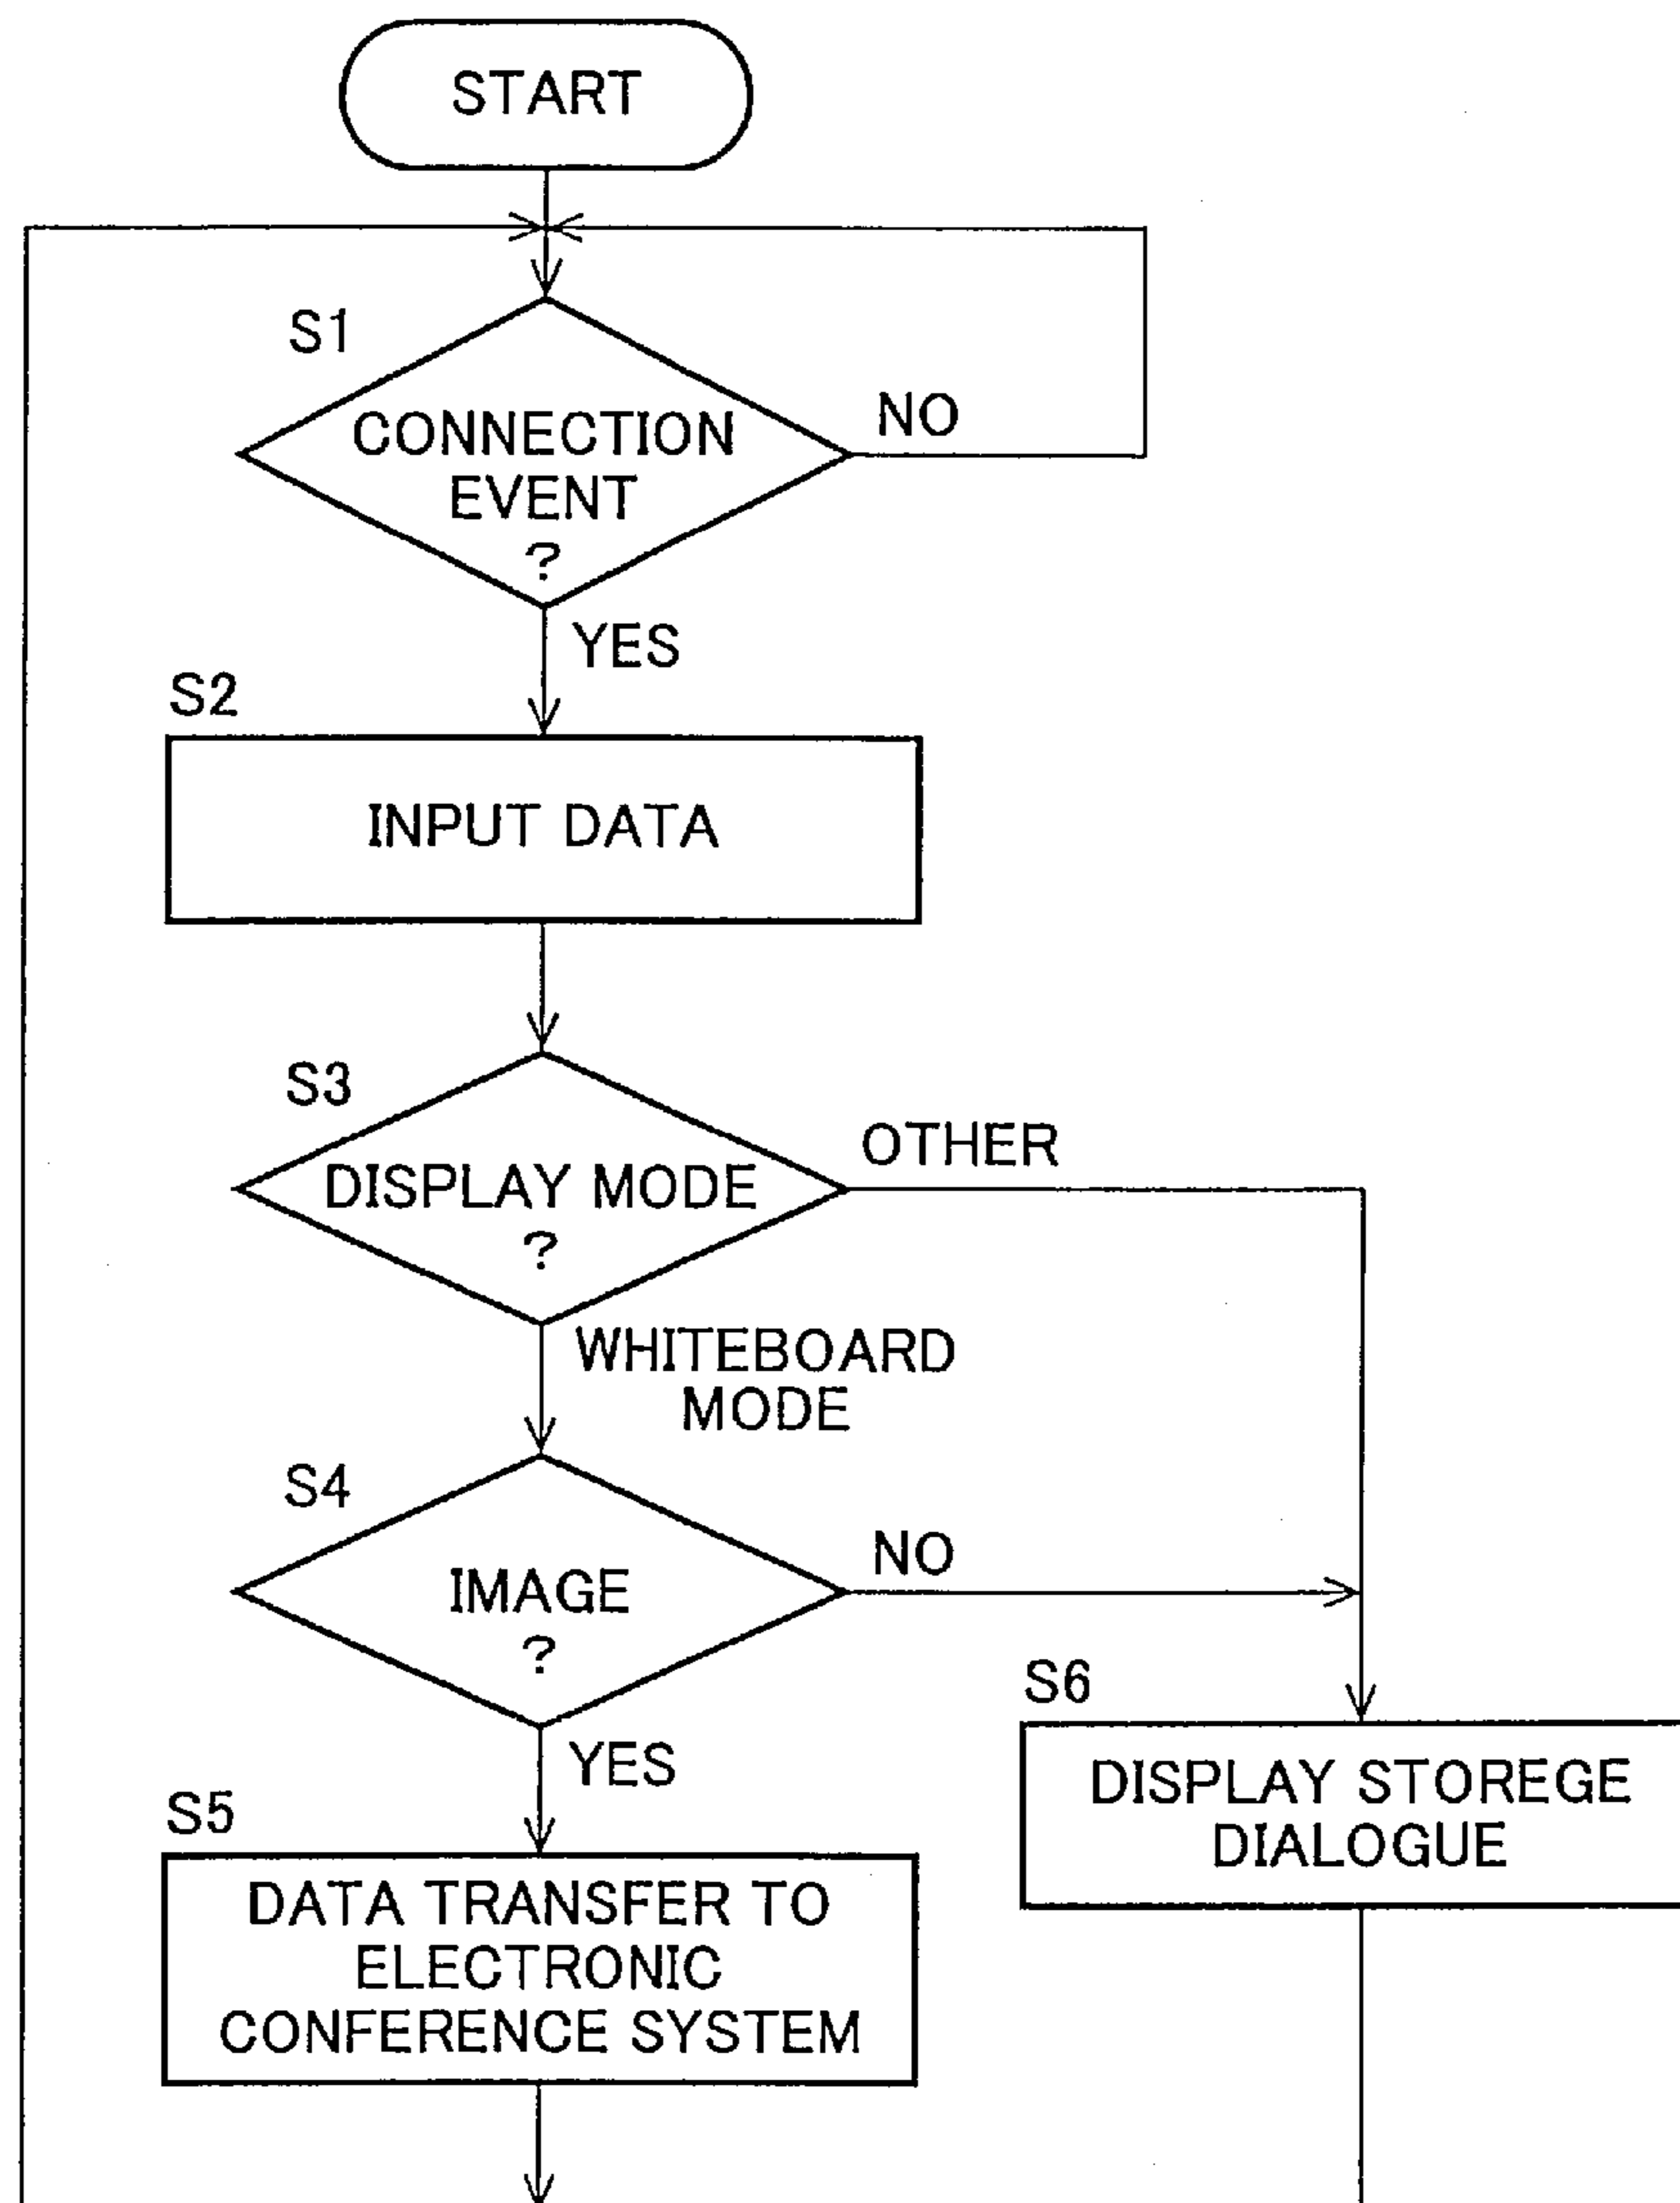 START
S1
CONNECTION
EVENT
?
NO
YES
S2
INPUT DATA
S3
DISPLAY MODE
?
OTHER
WHITEBOARD
MODE
S4
IMAGE
?
NO
YES
S5
DATA TRANSFER TO
ELECTRONIC
CONFERENCE SYSTEM
S6
DISPLAY STOREGE
DIALOGUE